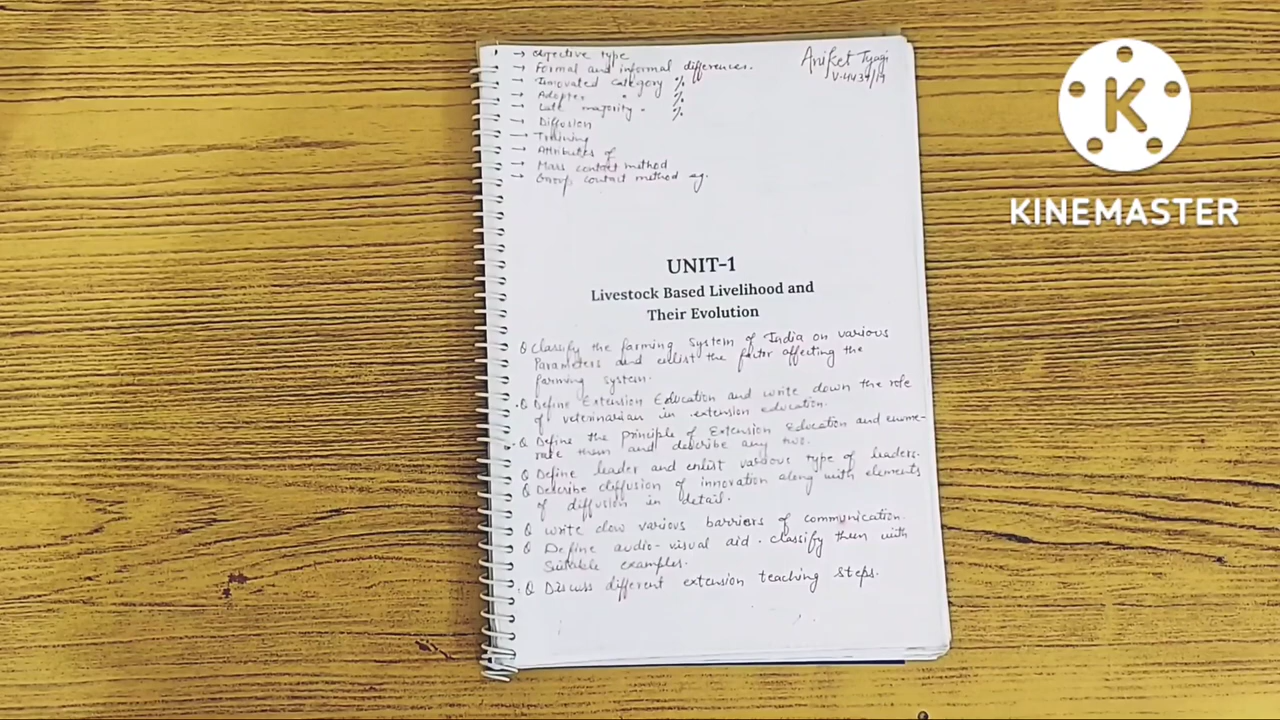 → Objective type
→ Formal and informal differences.
→ Innovated Category %
→ Adopter " %
→ Late majority " %
→ Diffusion
→ Training
→ Attributes of
→ Mass contact method
→ Group contact method eg.
Aniket Tyagi
V-4439/19
UNIT-1
Livestock Based Livelihood and
Their Evolution
Q Classify the farming system of India on various
Parameters and enlist the factor affecting the
farming system.
Q Define Extension Education and write down the role
of veterinarian in extension education.
Q Define the principle of Extension Education and enume-
rate them and describe any two.
Q Define leader and enlist various type of leaders.
Q Describe diffusion of innovation along with elements
of diffusion in detail.
Q write dow various barriers of communication.
Q Define audio-visual aid. classify them with
suitable examples.
Q Discuss different extension teaching steps.
K
KINEMASTER